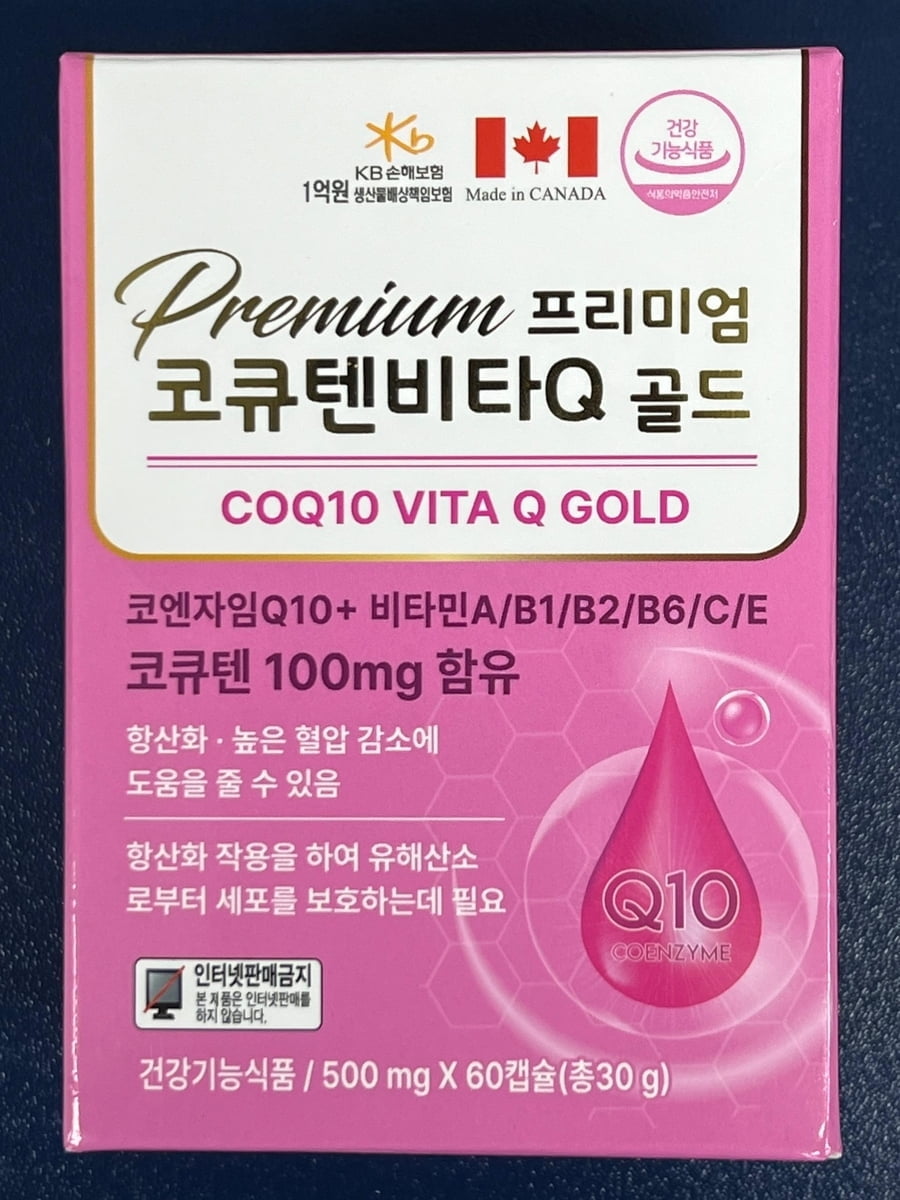 Kb
KB손해보험
1억원 생산물배상책임보험
Made in CANADA
건강
기능식품
식품의약품안전처
Premium 프리미엄
코큐텐비타Q 골드
COQ10 VITA Q GOLD
코엔자임Q10+ 비타민A/B1/B2/B6/C/E
코큐텐 100mg 함유
항산화 · 높은 혈압 감소에
도움을 줄 수 있음
항산화 작용을 하여 유해산소
로부터 세포를 보호하는데 필요
Q10
COENZYME
인터넷판매금지
본 제품은 인터넷판매를
하지 않습니다.
건강기능식품 / 500 mg X 60캡슐(총30 g)